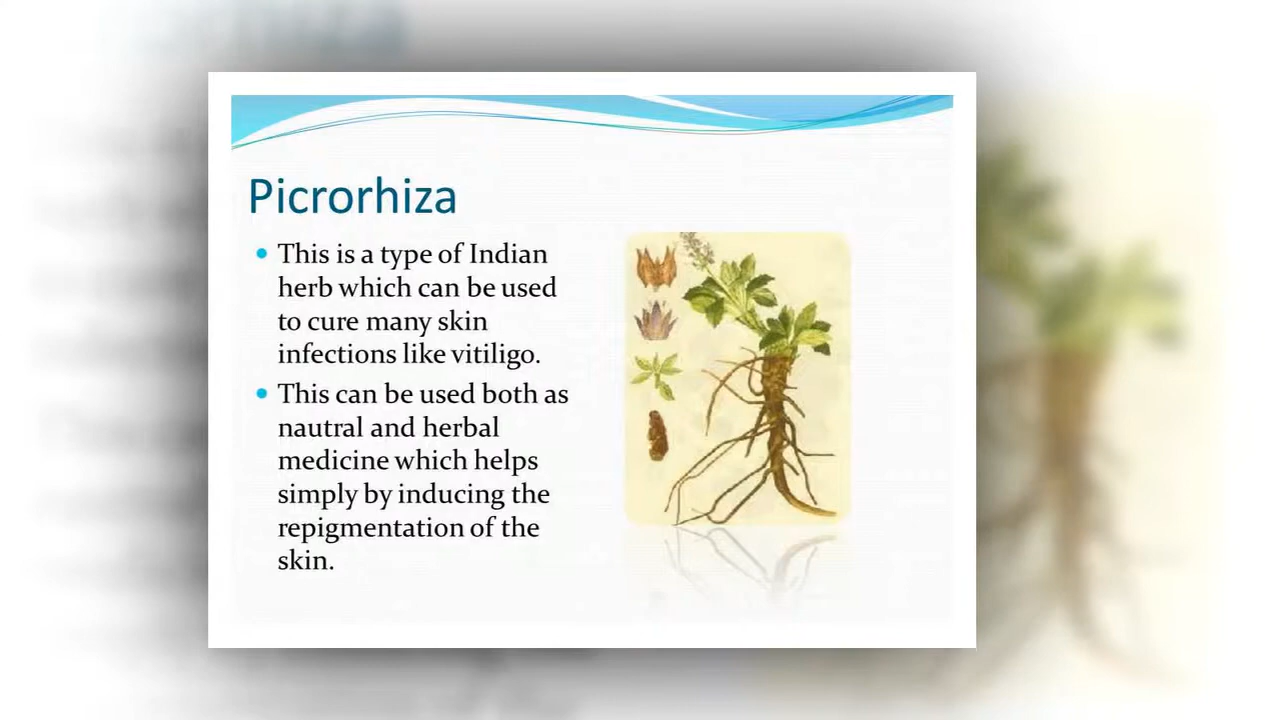 Picrorhiza
• This is a type of Indian
herb which can be used
to cure many skin
infections like vitiligo.
• This can be used both as
nautral and herbal
medicine which helps
simply by inducing the
repigmentation of the
skin.